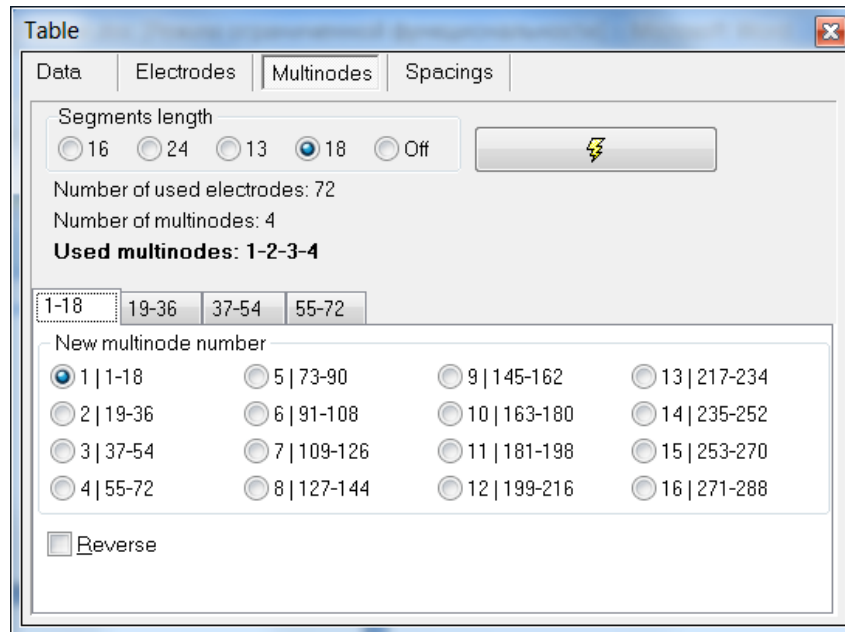 Table
Data Electrodes Multinodes Spacings
Segments length
16 24 13 18 Off
Number of used electrodes: 72
Number of multinodes: 4
Used multinodes: 1-2-3-4
1-18 19-36 37-54 55-72
New multinode number
1 | 1-18 5 | 73-90 9 | 145-162 13 | 217-234
2 | 19-36 6 | 91-108 10 | 163-180 14 | 235-252
3 | 37-54 7 | 109-126 11 | 181-198 15 | 253-270
4 | 55-72 8 | 127-144 12 | 199-216 16 | 271-288
Reverse